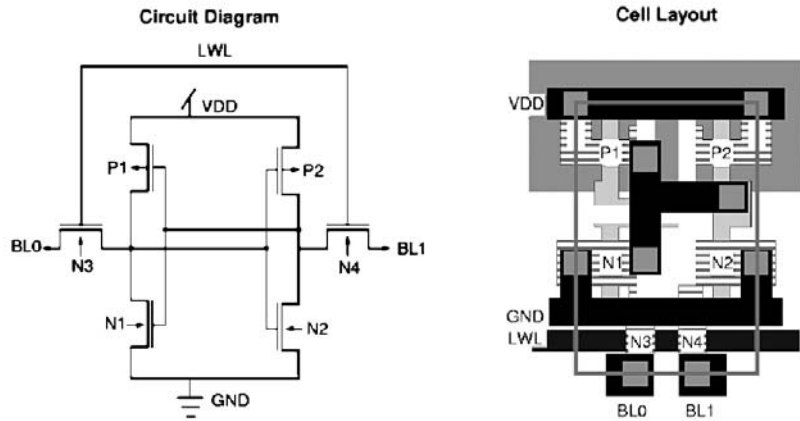 Circuit Diagram
LWL
VDD
P1
P2
BL0
N3
N4
BL1
N1
N2
GND
Cell Layout
VDD
P1
P2
N1
N2
GND
LWL
N3
N4
BL0
BL1